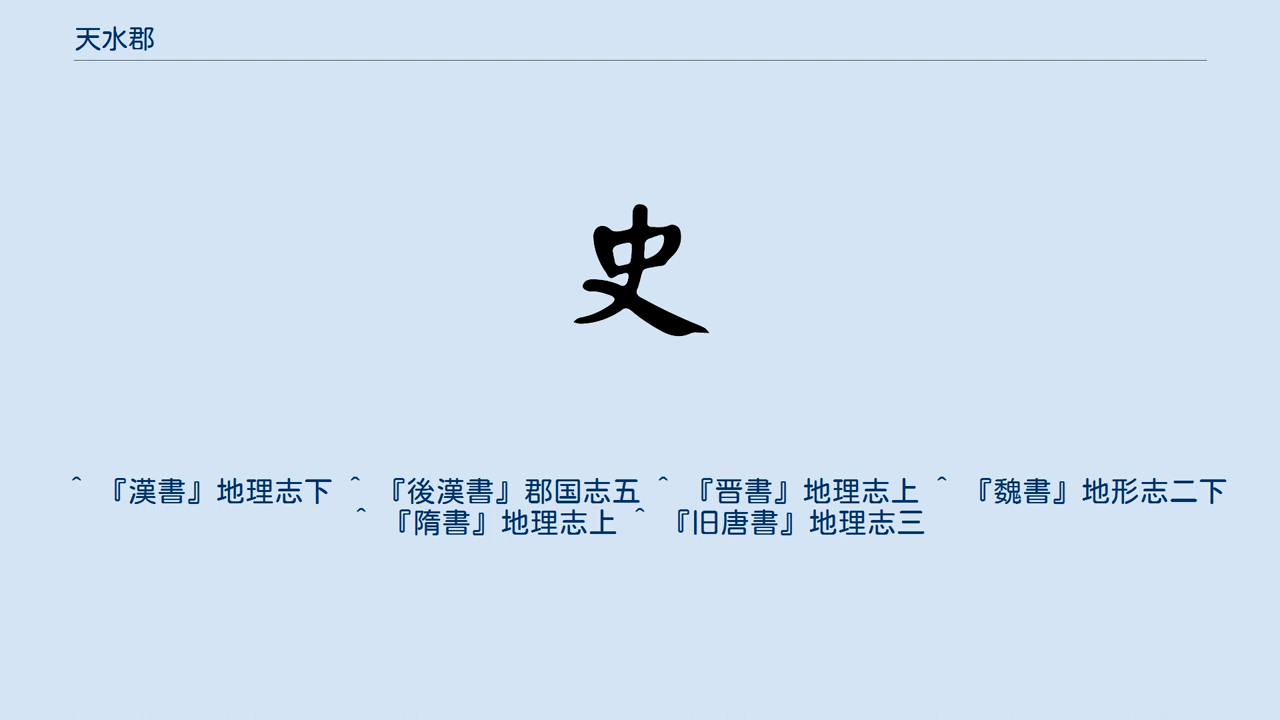 天水郡
史
^ 『漢書』地理志下 ^ 『後漢書』郡国志五 ^ 『晋書』地理志上 ^ 『魏書』地形志二下
^ 『隋書』地理志上 ^ 『旧唐書』地理志三